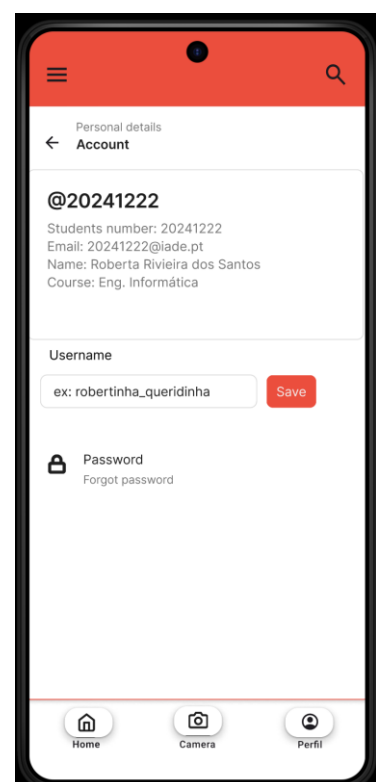 Personal details
Account
@20241222
Students number: 20241222
Email: 20241222@iade.pt
Name: Roberta Rivieira dos Santos
Course: Eng. Informática
Username
ex: robertinha_queridinha
Save
Password
Forgot password
Home
Camera
Perfil